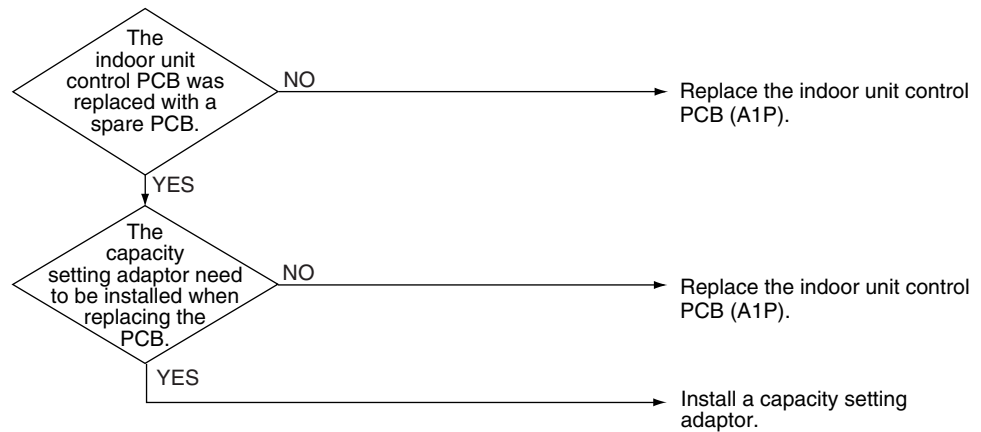 The
indoor unit
control PCB was
replaced with a
spare PCB.
NO
Replace the indoor unit control
PCB (A1P).
YES
The
capacity
setting adaptor need
to be installed when
replacing the
PCB.
NO
Replace the indoor unit control
PCB (A1P).
YES
Install a capacity setting
adaptor.